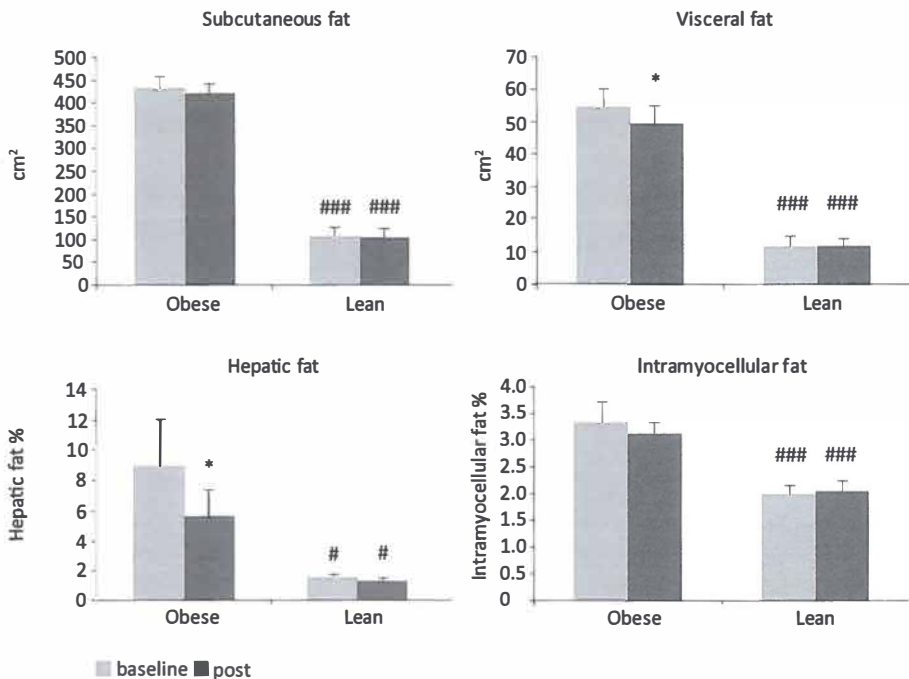 Subcutaneous fat
500
450
400
350
300
250
200
150
100
50
0
cm²
### ###
Obese
Lean
Visceral fat
70
60
50
40
30
20
10
0
cm²
*
### ###
Obese
Lean
Hepatic fat
14
12
10
8
6
4
2
0
Hepatic fat %
*
# #
Obese
Lean
Intramyocellular fat
4.0
3.5
3.0
2.5
2.0
1.5
1.0
0.5
0
Intramyocellular fat %
### ###
Obese
Lean
baseline post